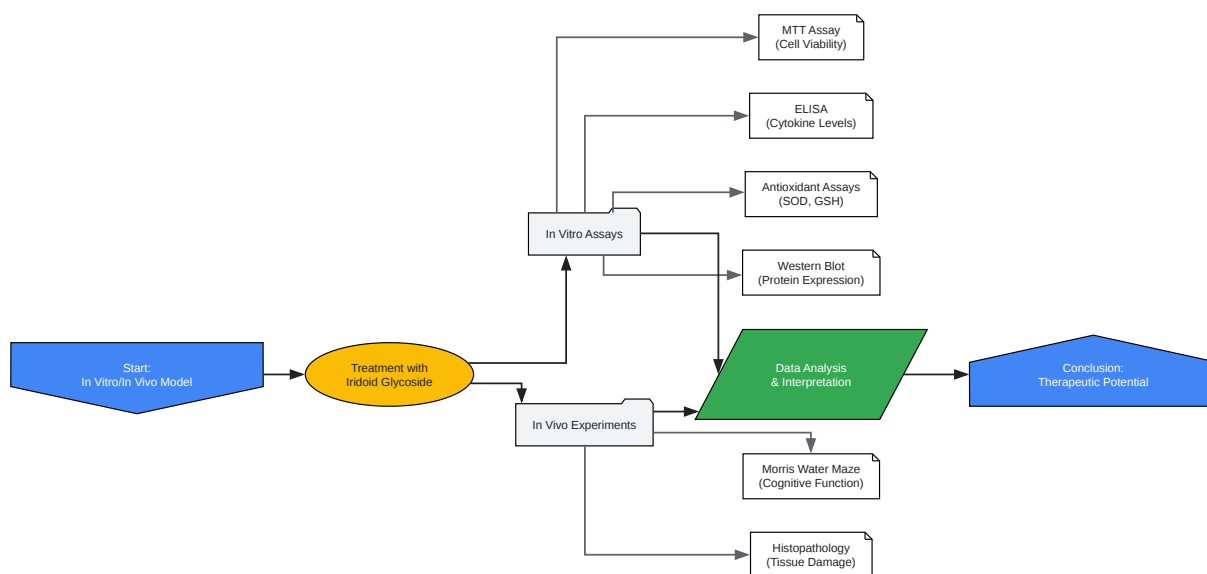 MTT Assay
(Cell Viability)
ELISA
(Cytokine Levels)
Antioxidant Assays
(SOD, GSH)
In Vitro Assays
Western Blot
(Protein Expression)
Start:
In Vitro/In Vivo Model
Treatment with
Iridoid Glycoside
Data Analysis
& Interpretation
Conclusion:
Therapeutic Potential
In Vivo Experiments
Morris Water Maze
(Cognitive Function)
Histopathology
(Tissue Damage)